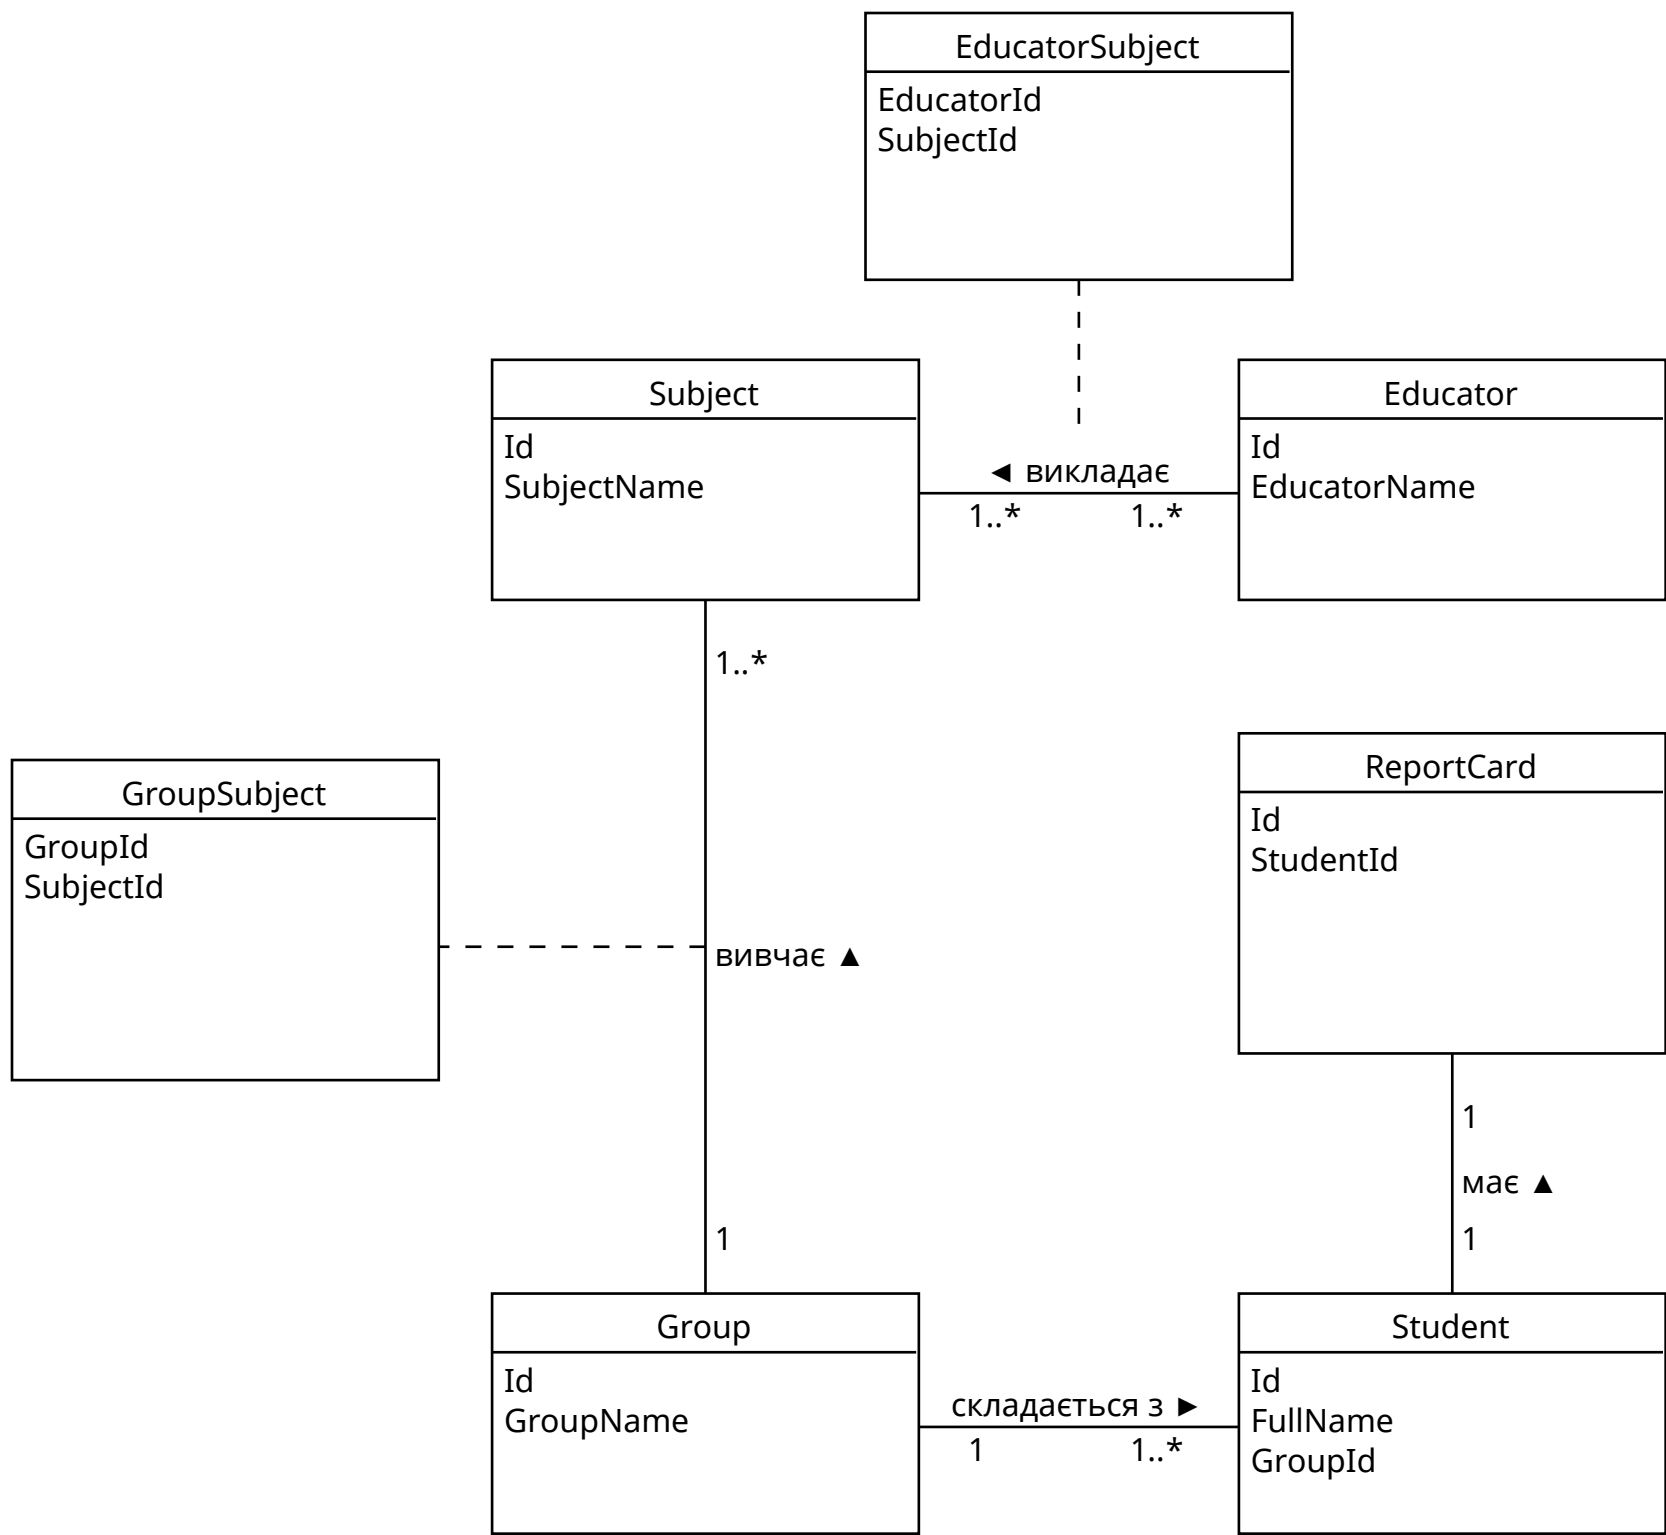 EducatorSubject
EducatorId
SubjectId
Subject
Id
SubjectName
◄ викладає
1..*
1..*
Educator
Id
EducatorName
1..*
GroupSubject
GroupId
SubjectId
вивчає ▲
1
ReportCard
Id
StudentId
1
має ▲
1
Group
Id
GroupName
складається з ►
1
1..*
Student
Id
FullName
GroupId